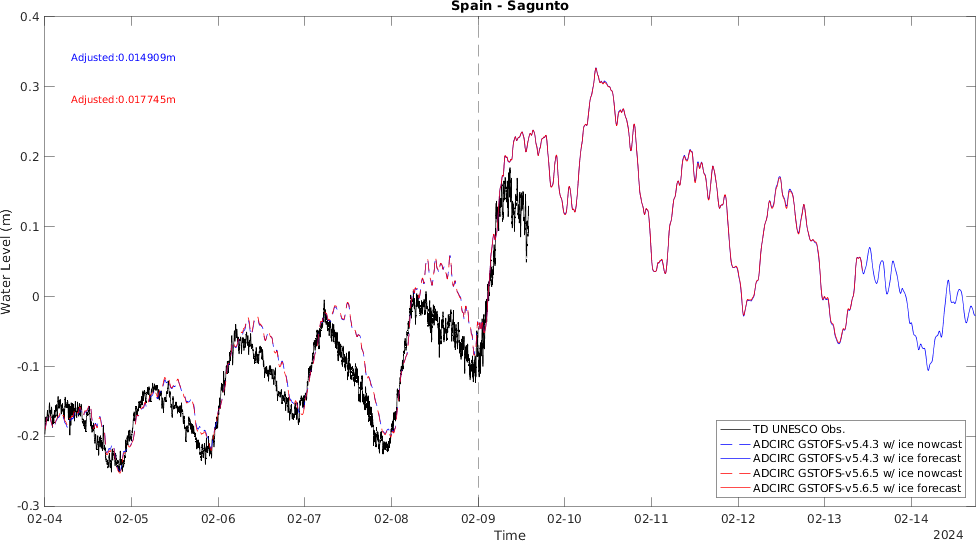 Spain - Sagunto
Adjusted:0.014909m
Adjusted:0.017745m
Water Level (m)
0.4
0.3
0.2
0.1
0
-0.1
-0.2
-0.3
TD UNESCO Obs.
ADCIRC GSTOFS-v5.4.3 w/ ice nowcast
ADCIRC GSTOFS-v5.4.3 w/ ice forecast
ADCIRC GSTOFS-v5.6.5 w/ ice nowcast
ADCIRC GSTOFS-v5.6.5 w/ ice forecast
02-04 02-05 02-06 02-07 02-08 02-09 02-10 02-11 02-12 02-13 02-14
Time
2024